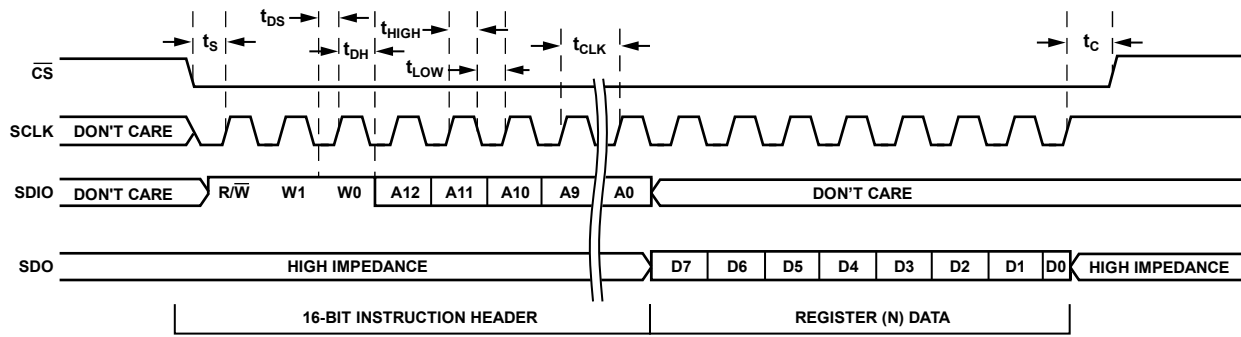 tDS
tS
tDH
tHIGH
tLOW
tCLK
tC
CS
SCLK DON'T CARE
SDIO DON'T CARE R/W W1 W0 A12 A11 A10 A9 A0 DON'T CARE
SDO HIGH IMPEDANCE D7 D6 D5 D4 D3 D2 D1 D0 HIGH IMPEDANCE
16-BIT INSTRUCTION HEADER REGISTER (N) DATA